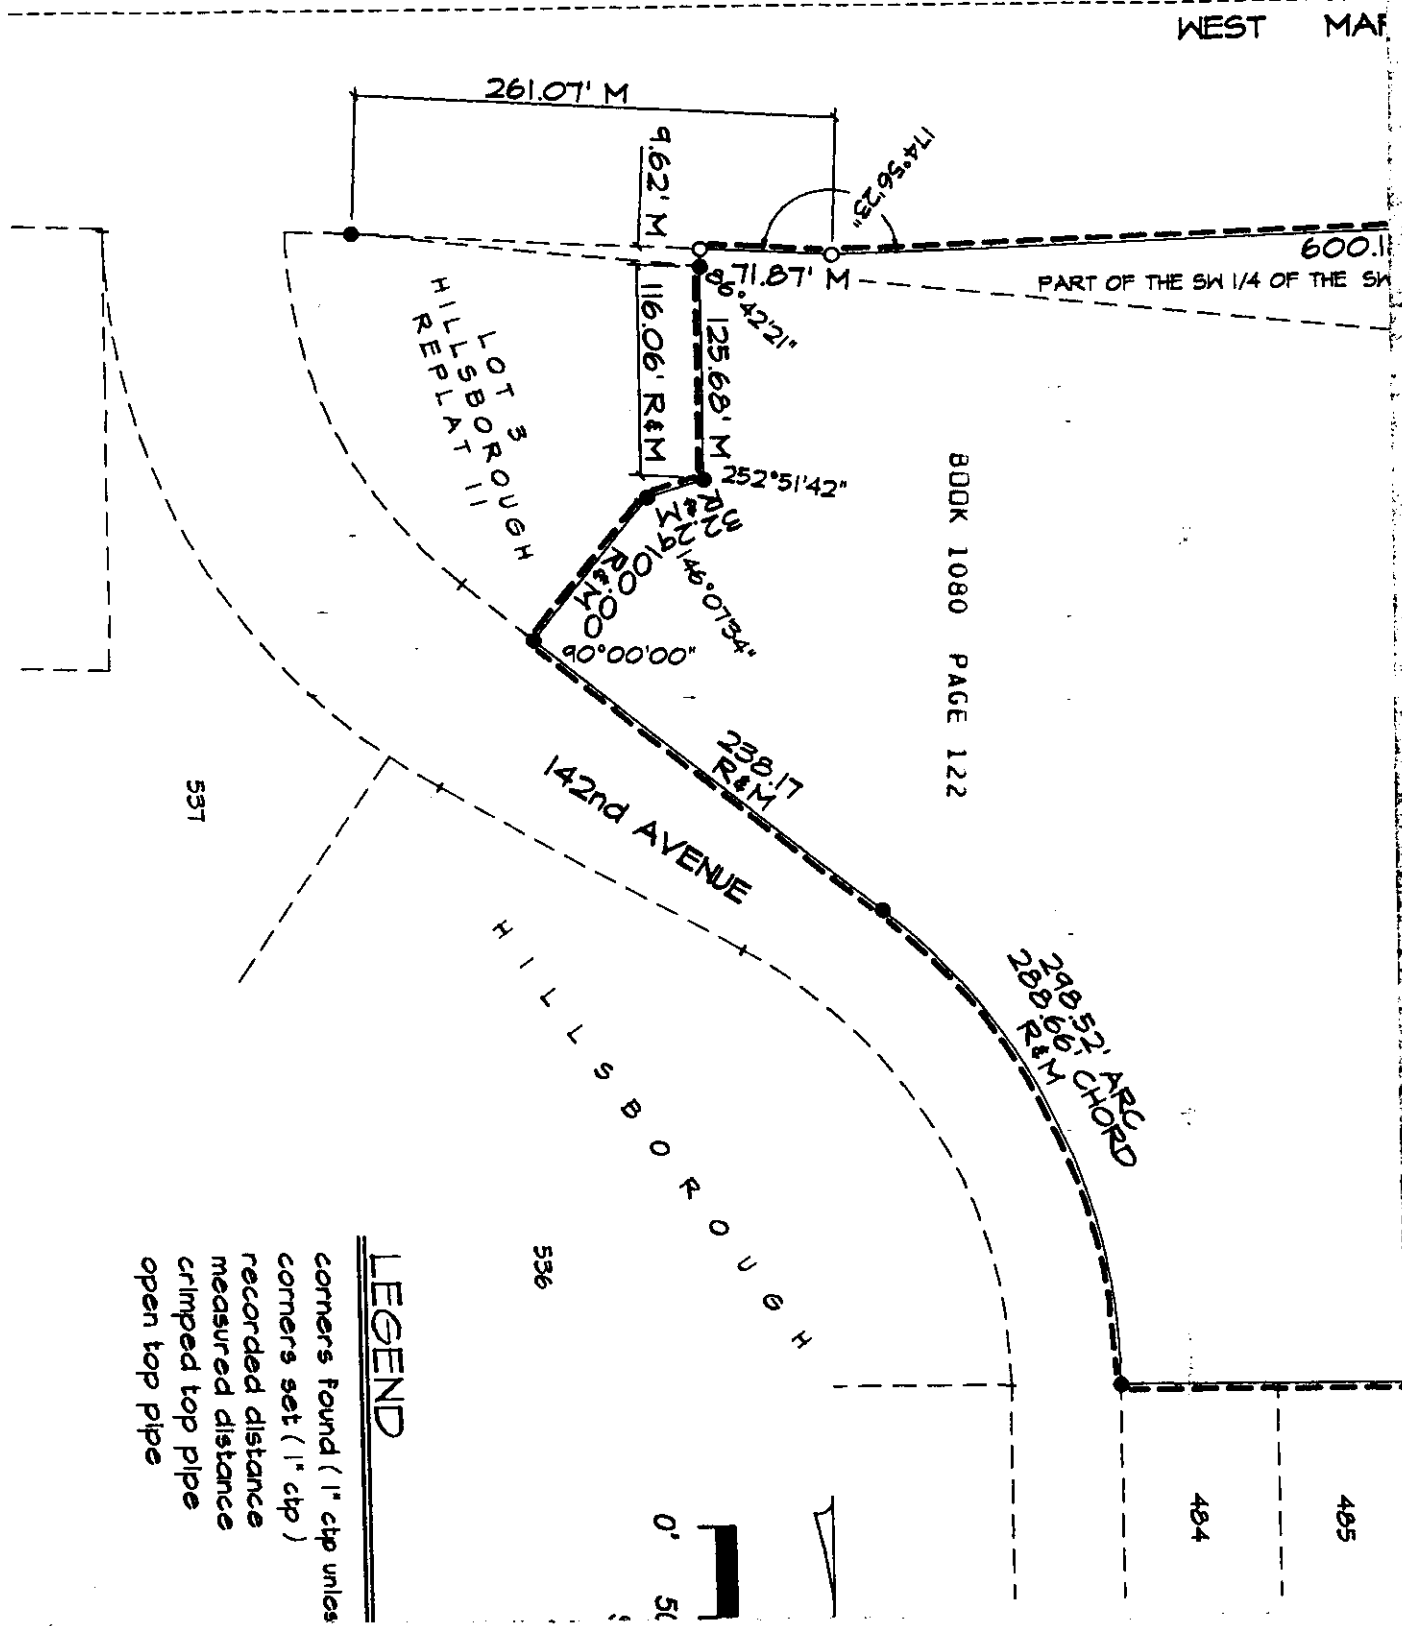 WEST MAR
261.07' M
9.62' M
174°56'23"
71.87' M
600.1
PART OF THE SW 1/4 OF THE SW
86°42'21"
125.68' M
116.06' R&M
LOT 3
HILLSBOROUGH
REPLAT 11
252°51'42"
32.29
R&M
146°07'34"
100.00
R&M
90°00'00"
BOOK 1080 PAGE 122
238.17
R&M
142nd AVENUE
537
298.52' ARC
288.66' CHORD
R&M
HILLSBOROUGH
536
LEGEND
corners found ( 1" ctp unles
corners set ( 1" ctp )
recorded distance
measured distance
crimped top pipe
open top pipe
0' 50
484
485